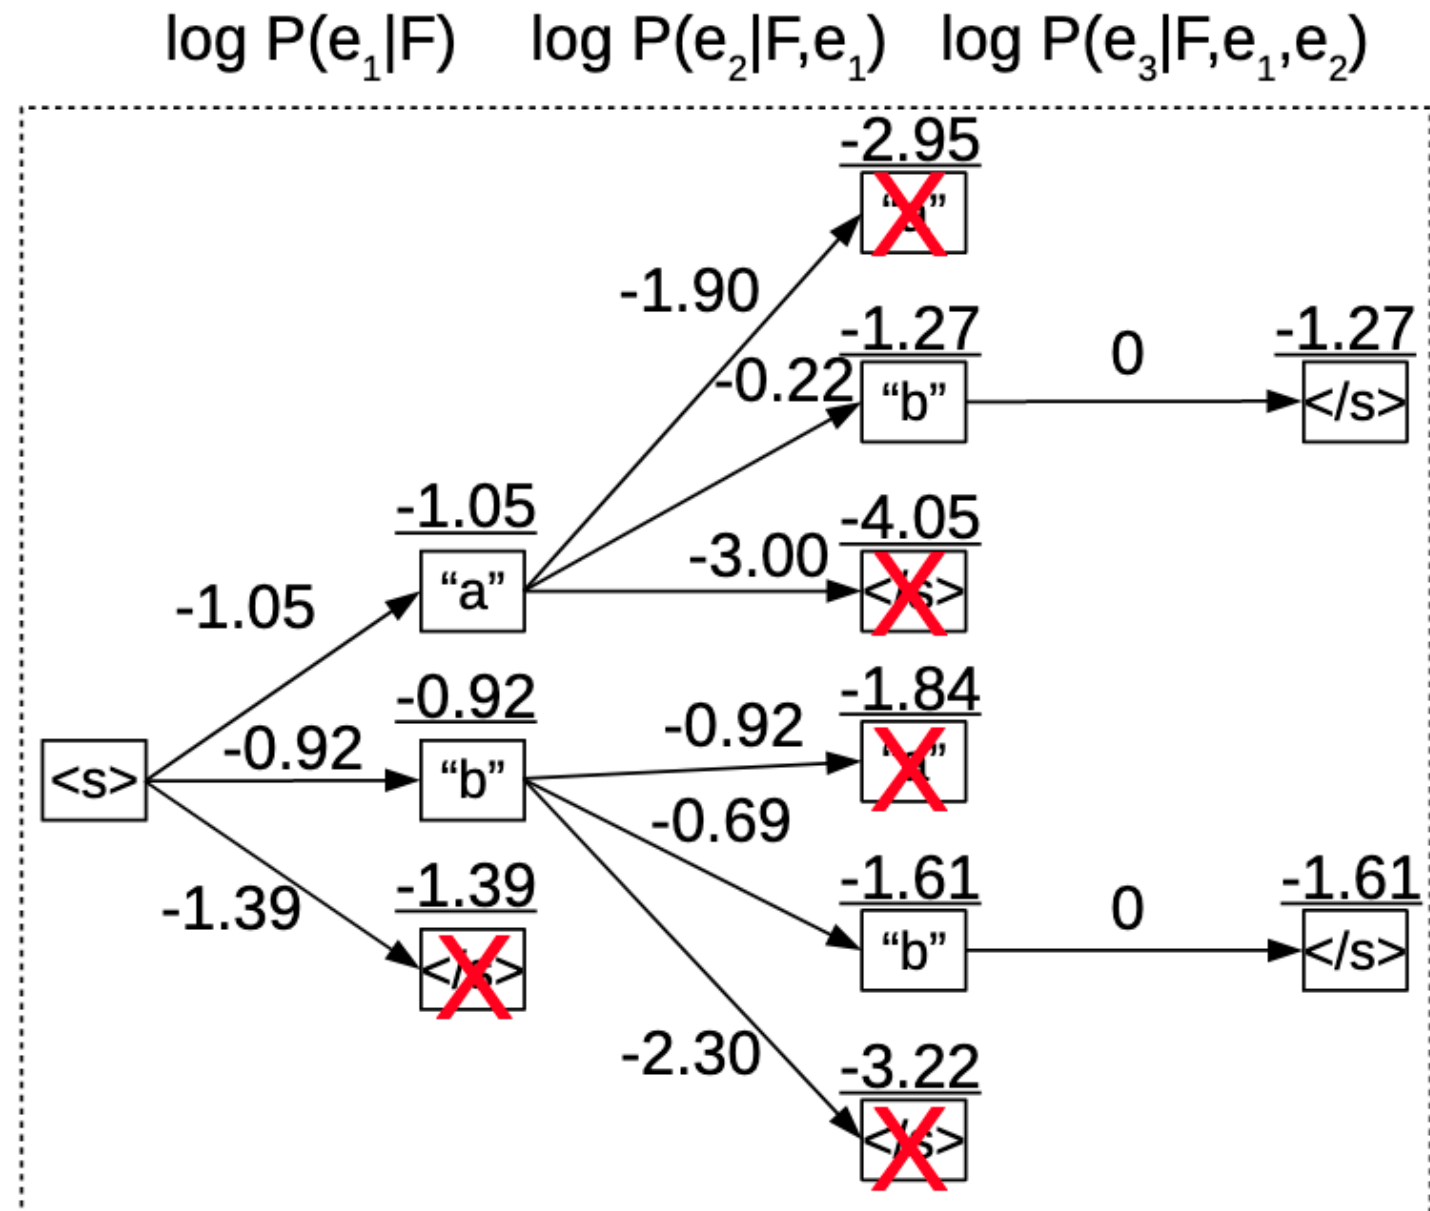 log P(e₁|F) log P(e₂|F,e₁) log P(e₃|F,e₁,e₂)
-2.95
-1.90
-1.27 0 -1.27
-0.22 “b” </s>
-1.05 -4.05
-3.00
“a”
-1.05
-0.92 -1.84
-0.92
<s> -0.92 “b”
-0.69
-1.39 -1.61 0 -1.61
-1.39
“b” </s>
-2.30 -3.22